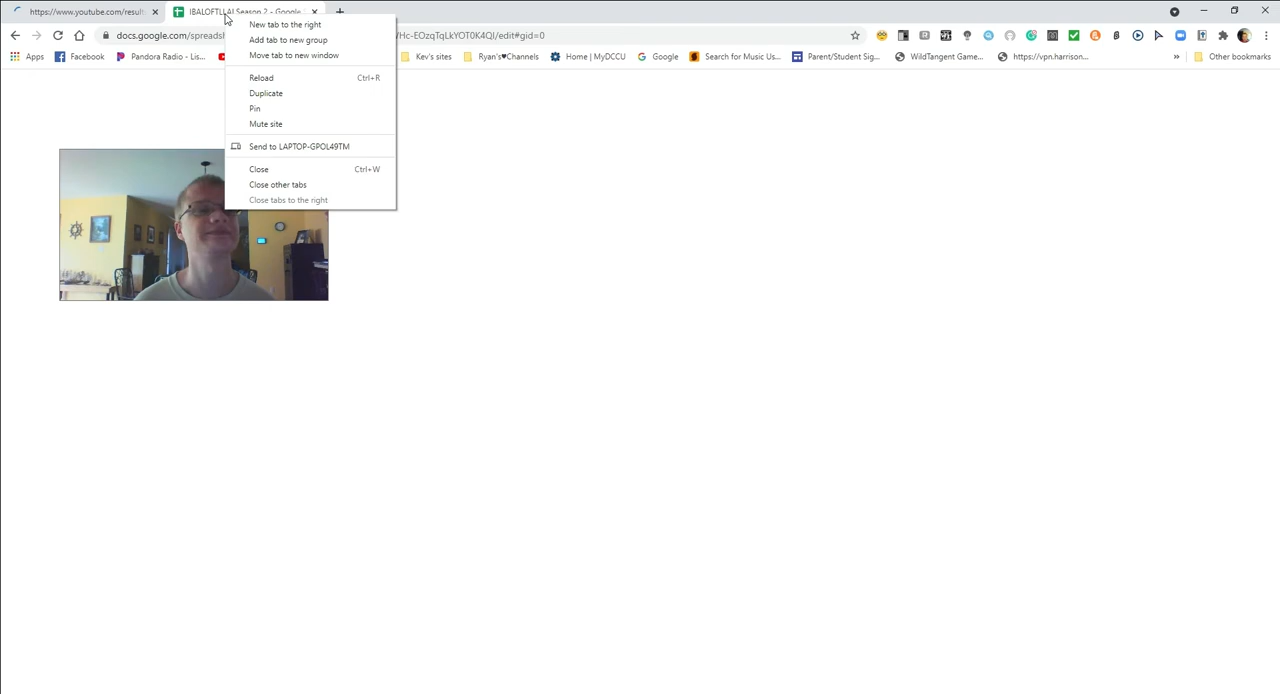 https://www.youtube.com/result
IBALOFTLLAI Season 2 - Google
docs.google.com/spreadsh
/Hc-EOzqTqLkYOT0K4QI/edit#gid=0
Apps
Facebook
Pandora Radio - Lis...
Kev's sites
Ryan's♥Channels
Home | MyDCCU
Google
Search for Music Us...
Parent/Student Sig...
WildTangent Game...
https://vpn.harrison...
»
Other bookmarks
New tab to the right
Add tab to new group
Move tab to new window
Reload Ctrl+R
Duplicate
Pin
Mute site
Send to LAPTOP-GPOL49TM
Close Ctrl+W
Close other tabs
Close tabs to the right